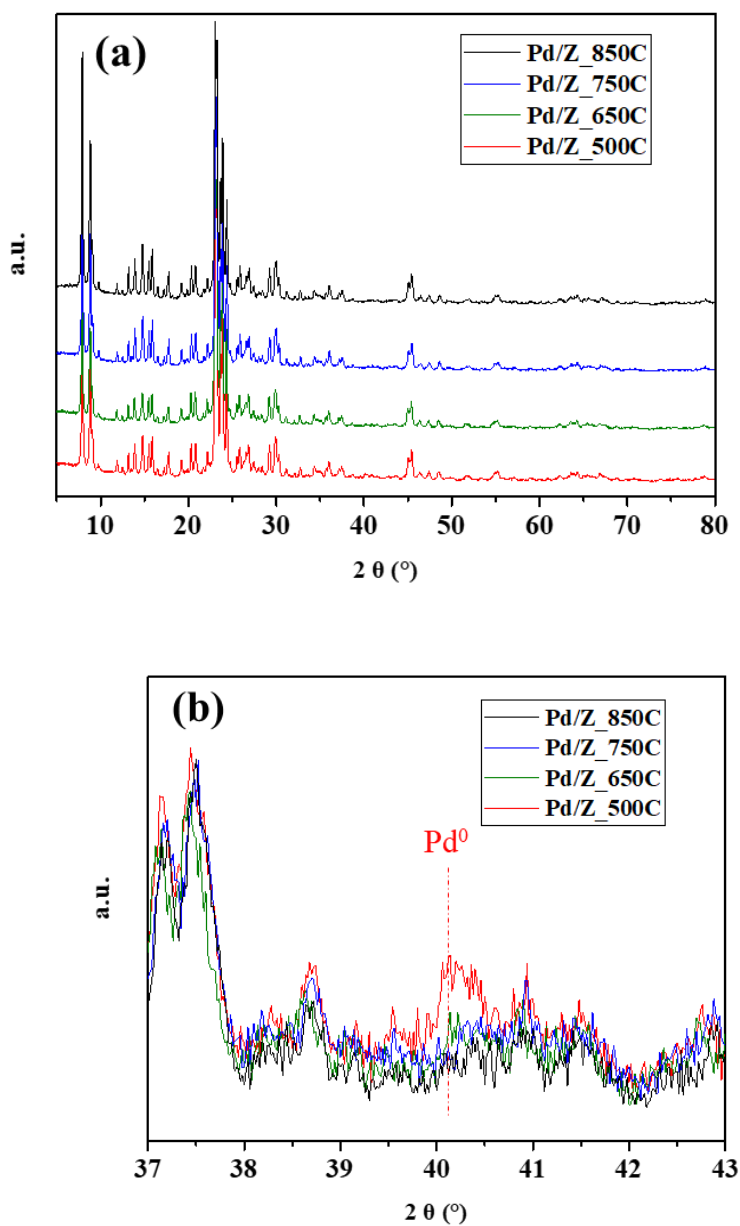 (a)
Pd/Z_850C
Pd/Z_750C
Pd/Z_650C
Pd/Z_500C
a.u.
10 20 30 40 50 60 70 80
2 θ (°)
(b)
Pd/Z_850C
Pd/Z_750C
Pd/Z_650C
Pd/Z_500C
Pd⁰
a.u.
37 38 39 40 41 42 43
2 θ (°)